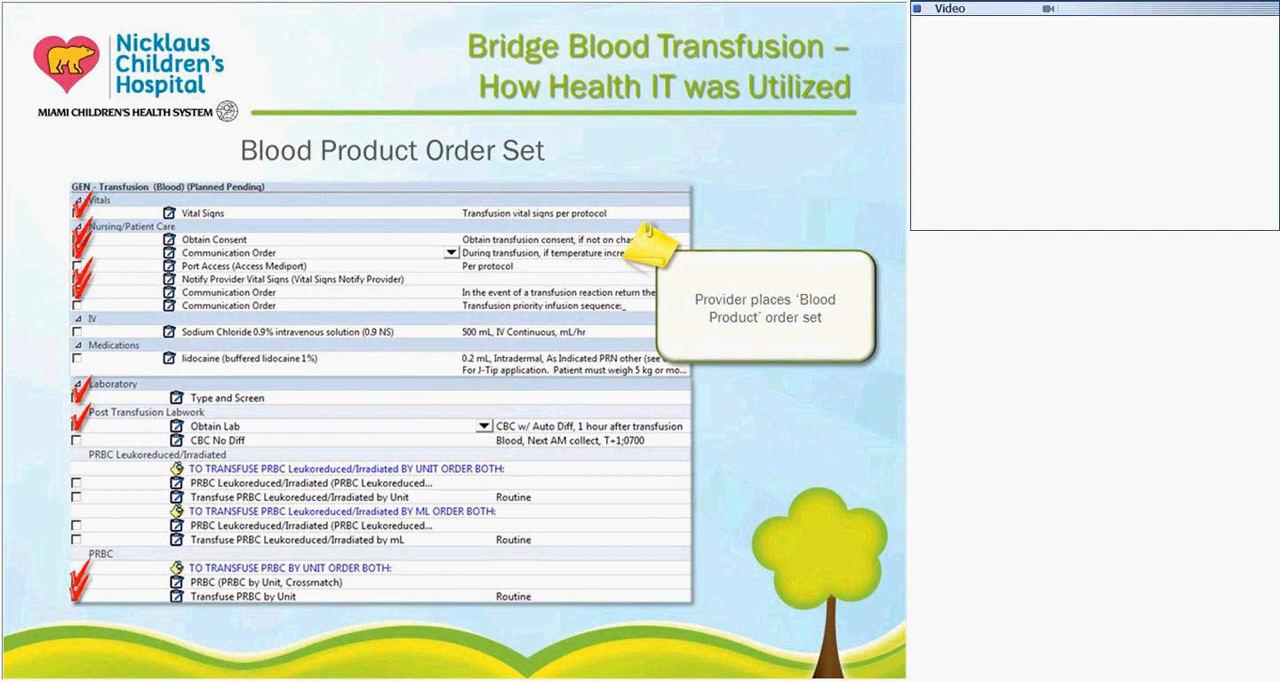 Video
Nicklaus
Children's
Hospital
MIAMI CHILDREN'S HEALTH SYSTEM
Bridge Blood Transfusion –
How Health IT was Utilized
Blood Product Order Set
GEN - Transfusion (Blood) (Planned Pending)
Vitals
Vital Signs Transfusion vital signs per protocol
Nursing/Patient Care
Obtain Consent Obtain transfusion consent, if not on
Communication Order During transfusion, if temperature
Port Access (Access Mediport) Per protocol
Notify Provider Vital Signs (Vital Signs Notify Provider)
Communication Order In the event of a transfusion reaction return the
Communication Order Transfusion priority infusion sequence:_
IV
Sodium Chloride 0.9% intravenous solution (0.9 NS) 500 mL, IV Continuous, mL/hr
Medications
lidocaine (buffered lidocaine 1%) 0.2 mL, Intradermal, As Indicated PRN other (see
For J-Tip application. Patient must weigh 5 kg or mo...
Laboratory
Type and Screen
Post Transfusion Labwork
Obtain Lab CBC w/ Auto Diff, 1 hour after transfusion
CBC No Diff Blood, Next AM collect, T+1;0700
PRBC Leukoreduced/Irradiated
TO TRANSFUSE PRBC Leukoreduced/Irradiated BY UNIT ORDER BOTH:
PRBC Leukoreduced/Irradiated (PRBC Leukoreduced...
Transfuse PRBC Leukoreduced/Irradiated by Unit Routine
TO TRANSFUSE PRBC Leukoreduced/Irradiated BY ML ORDER BOTH:
PRBC Leukoreduced/Irradiated (PRBC Leukoreduced...
Transfuse PRBC Leukoreduced/Irradiated by mL Routine
PRBC
TO TRANSFUSE PRBC BY UNIT ORDER BOTH:
PRBC (PRBC by Unit, Crossmatch)
Transfuse PRBC by Unit Routine
Provider places 'Blood
Product' order set